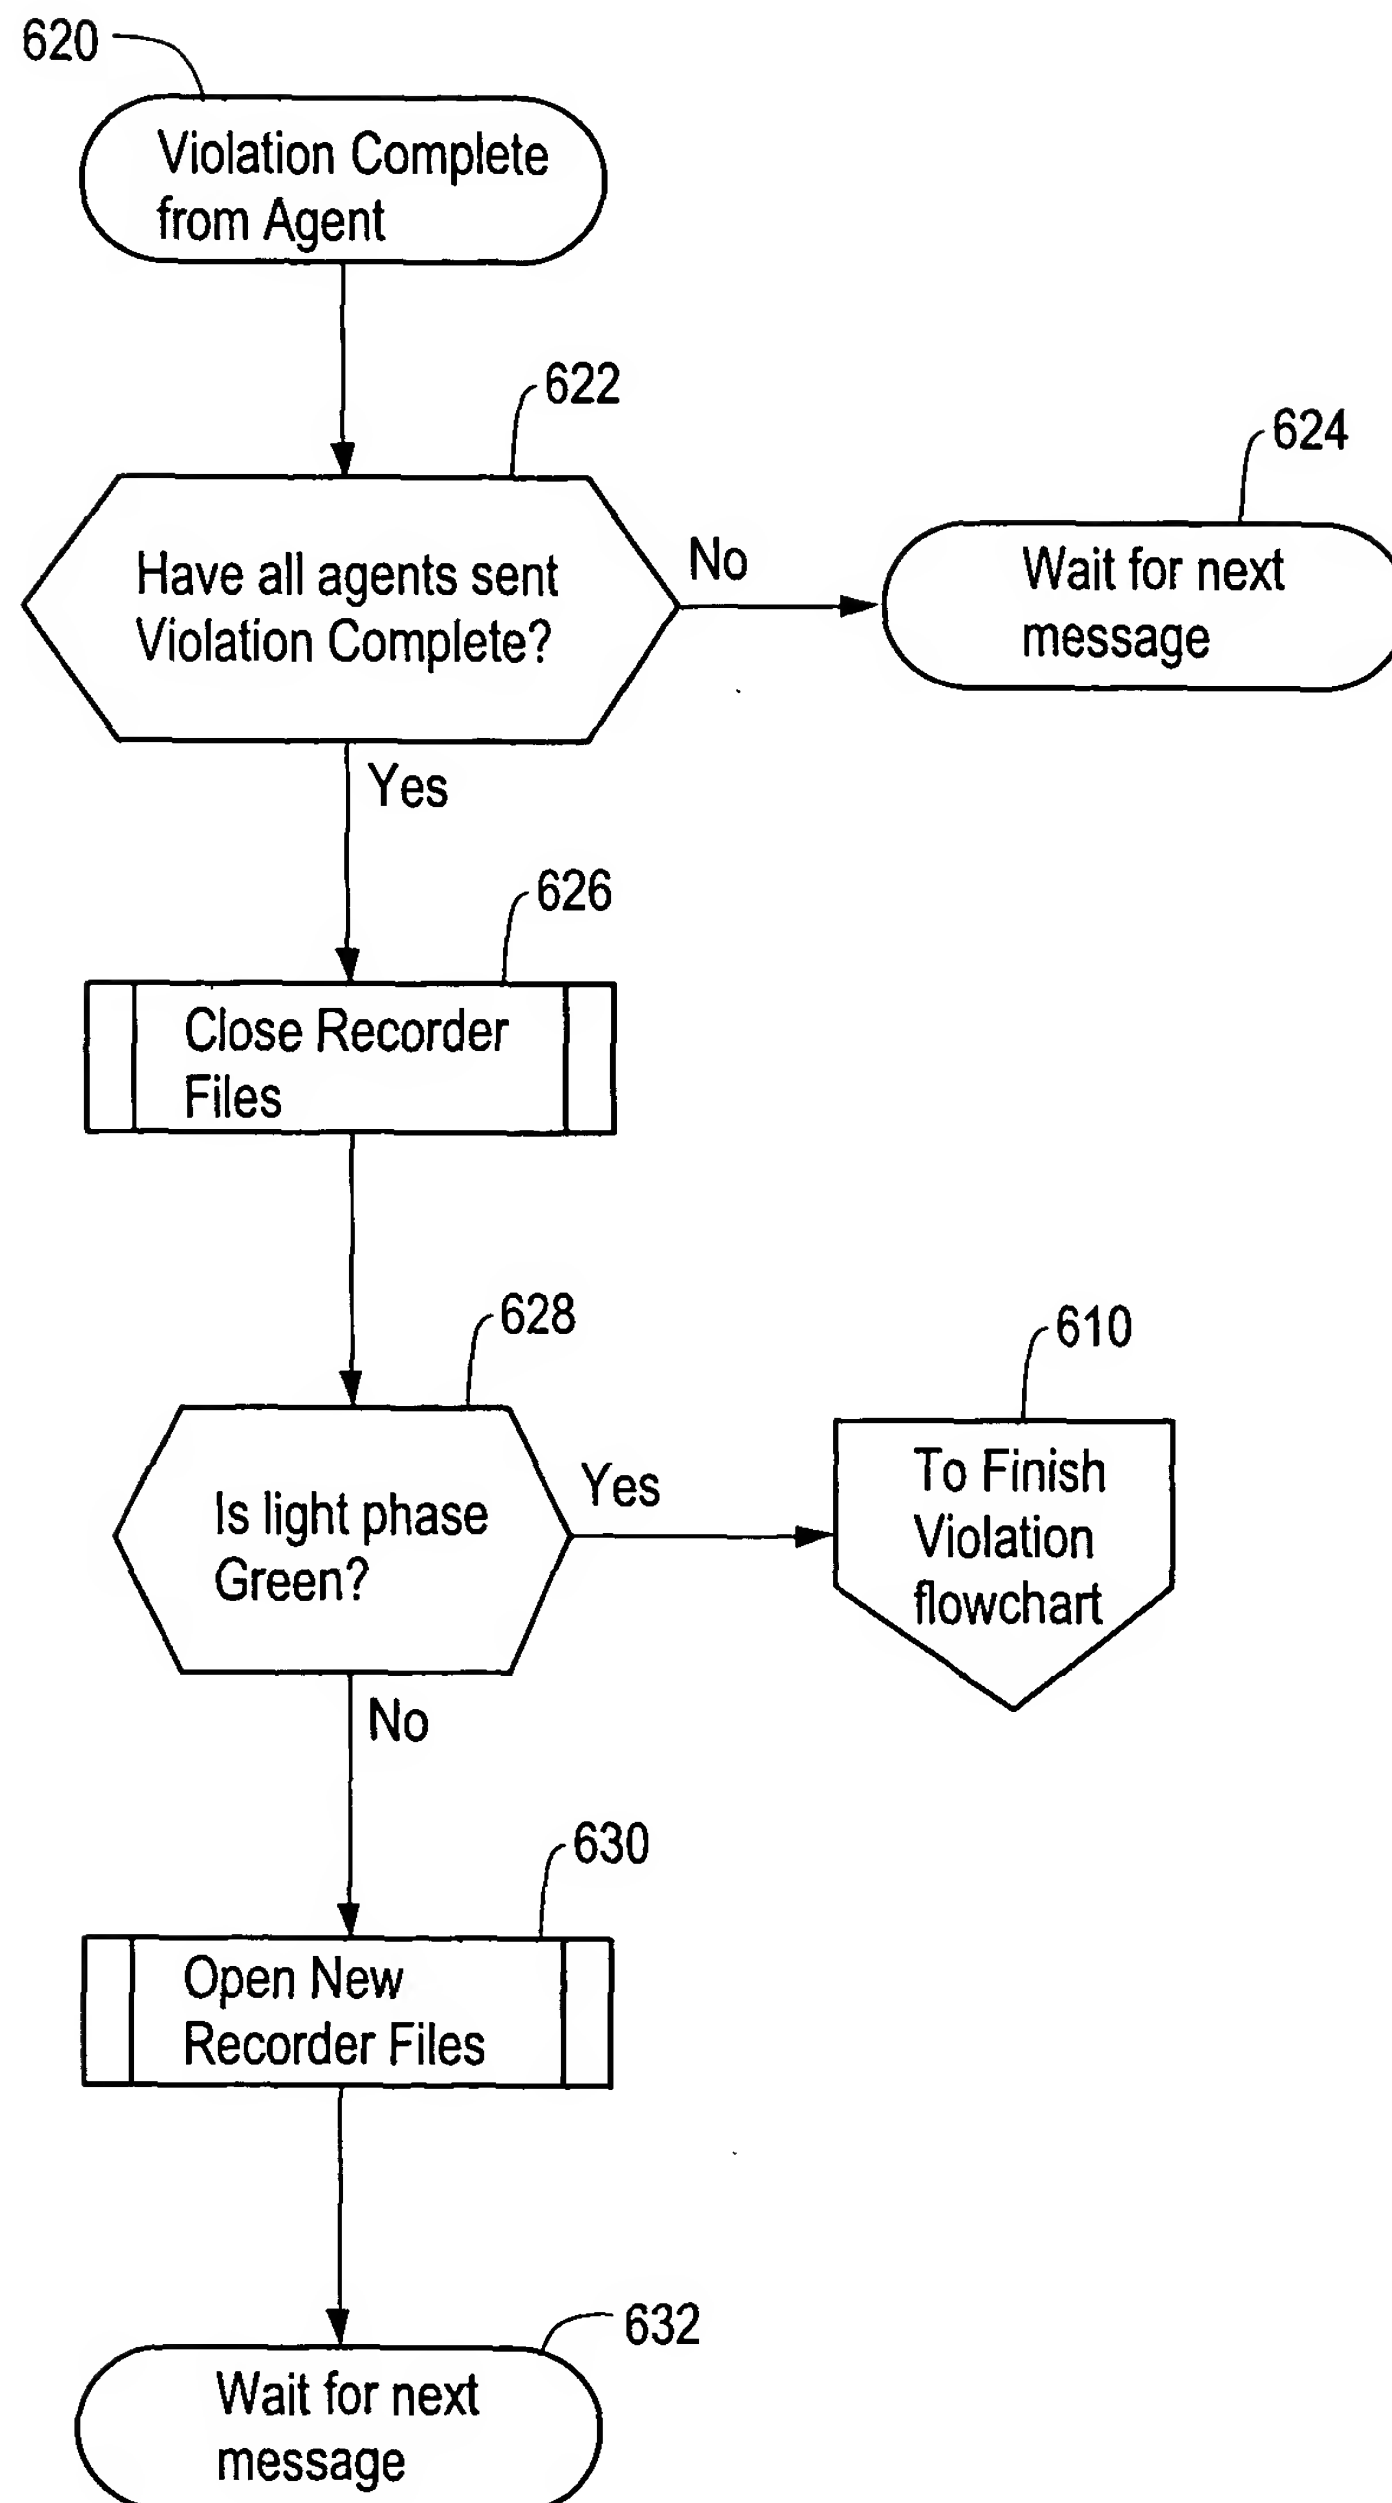 620
Violation Complete
from Agent
622
Have all agents sent
Violation Complete?
No
624
Wait for next
message
Yes
626
Close Recorder
Files
628
Is light phase
Green?
Yes
610
To Finish
Violation
flowchart
No
630
Open New
Recorder Files
632
Wait for next
message